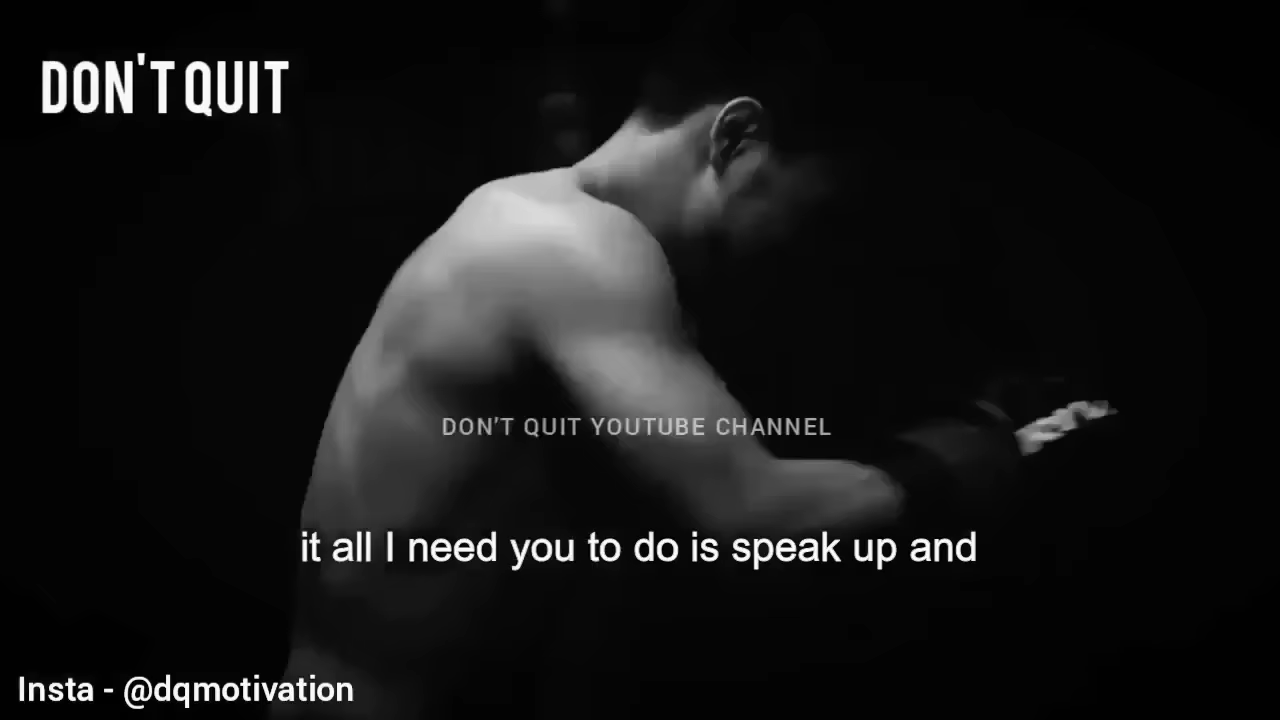 DON'T QUIT
DON'T QUIT YOUTUBE CHANNEL
it all I need you to do is speak up and
Insta - @dqmotivation